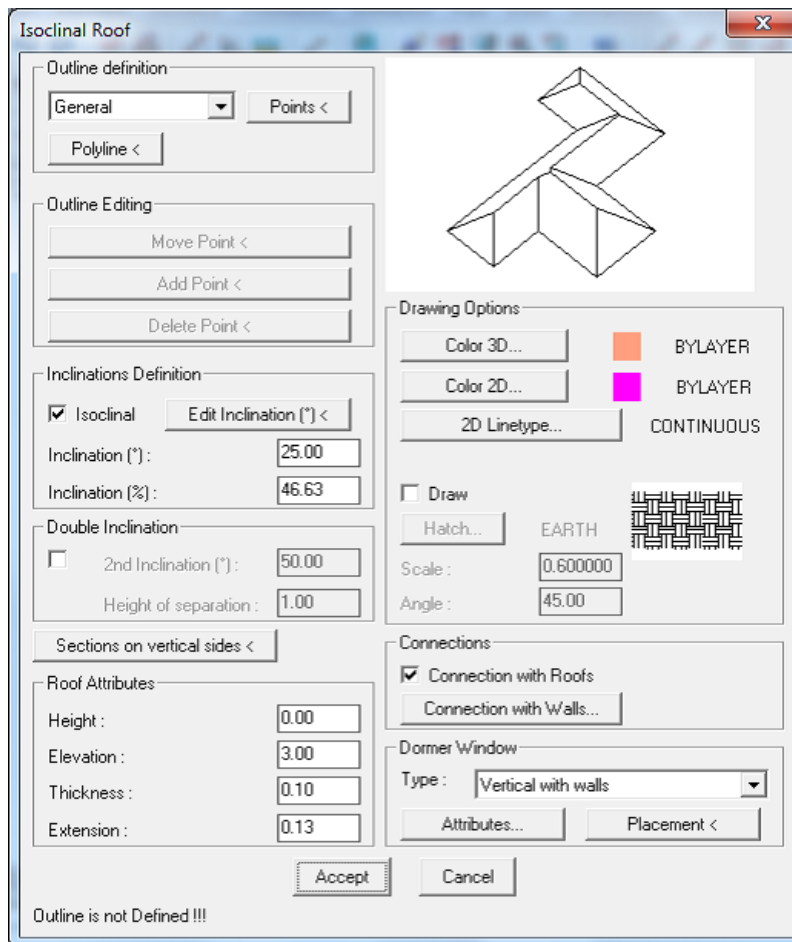 Isoclinal Roof
Outline definition
General
Points <
Polyline <
Outline Editing
Move Point <
Add Point <
Delete Point <
Inclinations Definition
Isoclinal
Edit Inclination (°) <
Inclination (°) :
25.00
Inclination (%) :
46.63
Double Inclination
2nd Inclination (°) :
50.00
Height of separation :
1.00
Sections on vertical sides <
Roof Attributes
Height :
0.00
Elevation :
3.00
Thickness :
0.10
Extension :
0.13
Drawing Options
Color 3D...
BYLAYER
Color 2D...
BYLAYER
2D Linetype...
CONTINUOUS
Draw
Hatch...
EARTH
Scale :
0.600000
Angle :
45.00
Connections
Connection with Roofs
Connection with Walls...
Dormer Window
Type :
Vertical with walls
Attributes...
Placement <
Accept
Cancel
Outline is not Defined !!!